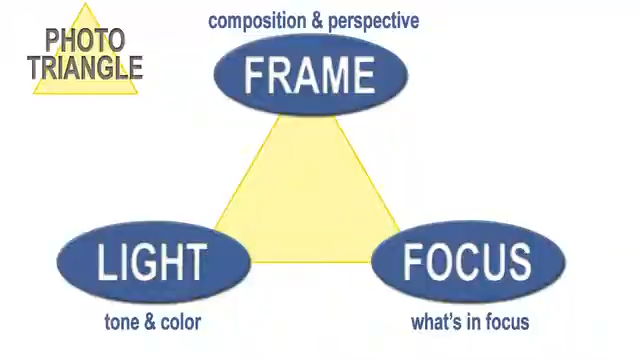 PHOTO
TRIANGLE
composition & perspective
FRAME
LIGHT
FOCUS
tone & color
what's in focus